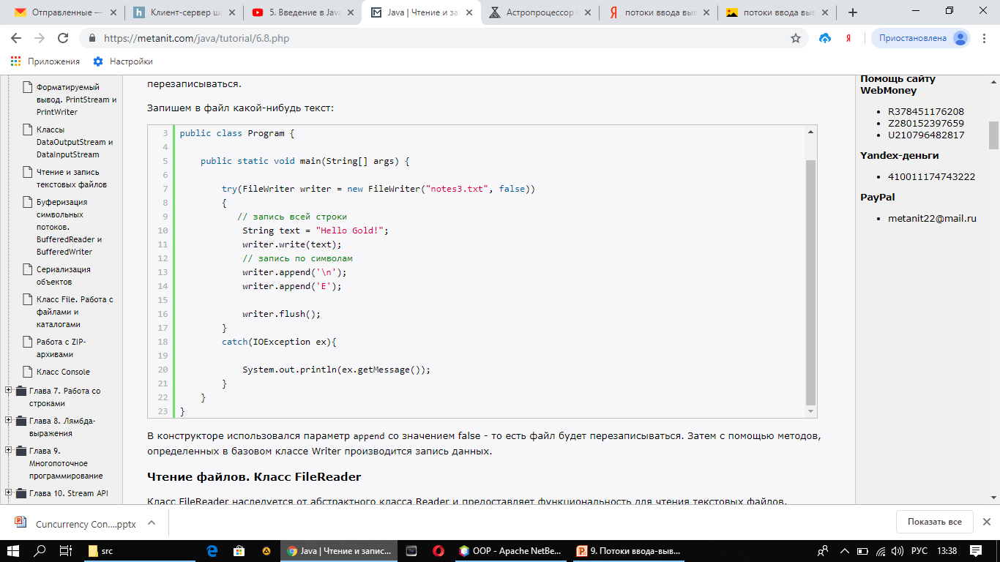 Отправленные —
Клиент-сервер ша
5. Введение в Java
Java | Чтение и за
Астропроцессор
потоки ввода выв
потоки ввода выв
https://metanit.com/java/tutorial/6.8.php
Я
Приостановлена
Приложения
Настройки
Форматируемый
вывод. PrintStream и
PrintWriter
Классы
DataOutputStream и
DataInputStream
Чтение и запись
текстовых файлов
Буферизация
символьных
потоков.
BufferedReader и
BufferedWriter
Сериализация
объектов
Класс File. Работа с
файлами и
каталогами
Работа с ZIP-
архивами
Класс Console
Глава 7. Работа со
строками
Глава 8. Лямбда-
выражения
Глава 9.
Многопоточное
программирование
Глава 10. Stream API
перезаписываться.
Запишем в файл какой-нибудь текст:
3 public class Program {
4
5 public static void main(String[] args) {
6
7 try(FileWriter writer = new FileWriter("notes3.txt", false))
8 {
9 // запись всей строки
10 String text = "Hello Gold!";
11 writer.write(text);
12 // запись по символам
13 writer.append('\n');
14 writer.append('E');
15
16 writer.flush();
17 }
18 catch(IOException ex){
19
20 System.out.println(ex.getMessage());
21 }
22 }
23 }
В конструкторе использовался параметр append со значением false - то есть файл будет перезаписываться. Затем с помощью методов,
определенных в базовом классе Writer производится запись данных.
Чтение файлов. Класс FileReader
Класс FileReader наследуется от абстрактного класса Reader и предоставляет функциональность для чтения текстовых файлов.
Помощь сайту
WebMoney
R378451176208
Z280152397659
U210796482817
Yandex-деньги
410011174743222
PayPal
metanit22@mail.ru
Cuncurrency Con....pptx
Показать все
src
Java | Чтение и запис...
OOP - Apache NetBe...
9. Потоки ввода-выв...
РУС
13:38